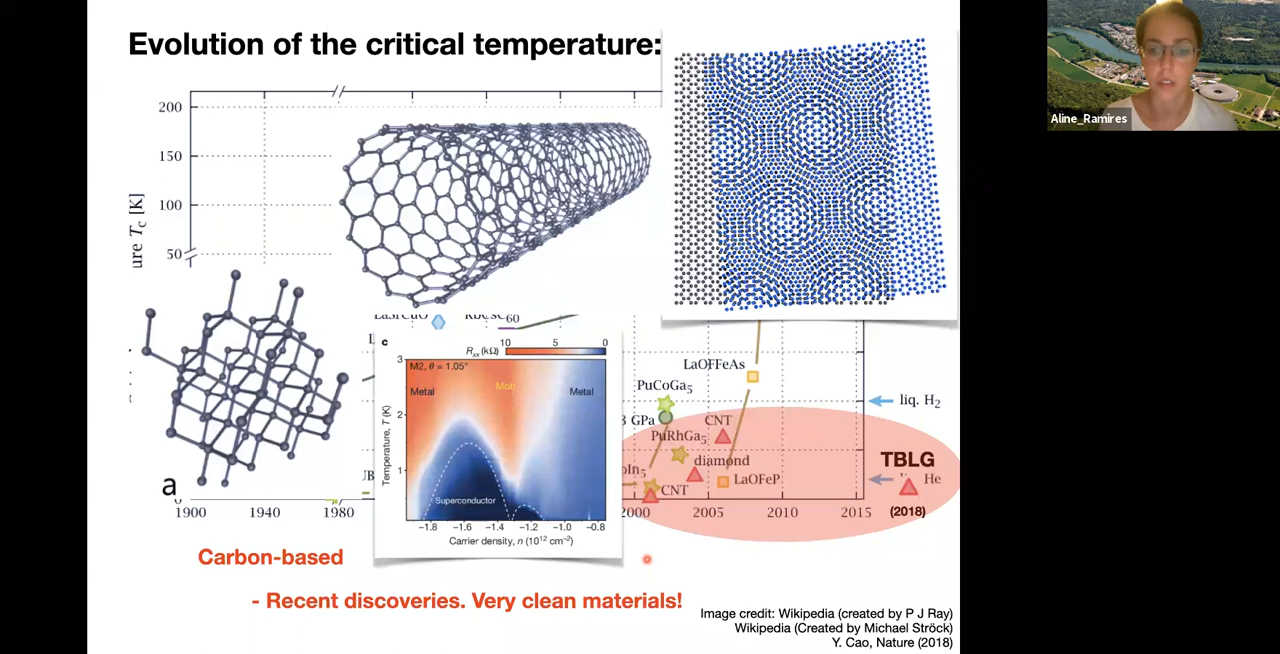 Evolution of the critical temperature:
Aline_Ramires
200
150
100
50
ure Tc [K]
60
c
Rxx (kΩ)
10 5 0
M2, θ = 1.05°
Metal
Mott
Metal
Superconductor
3
2
1
Temperature, T (K)
−1.8 −1.6 −1.4 −1.2 −1.0 −0.8
Carrier density, n (10¹² cm⁻²)
LaOFFeAs
PuCoGa5
liq. H2
GPa
CNT
PuRhGa5
diamond
TBLG
He
LaOFeP
CNT
a
1900 1940 1980 2000 2005 2010 2015 (2018)
Carbon-based
- Recent discoveries. Very clean materials!
Image credit: Wikipedia (created by P J Ray)
Wikipedia (Created by Michael Ströck)
Y. Cao, Nature (2018)